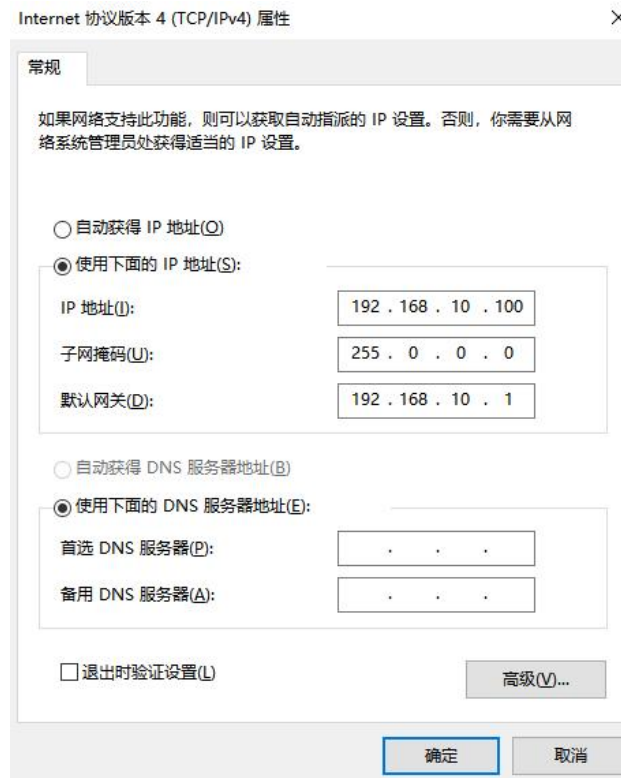 Internet 协议版本 4 (TCP/IPv4) 属性
常规
如果网络支持此功能，则可以获取自动指派的 IP 设置。否则，你需要从网
络系统管理员处获得适当的 IP 设置。
自动获得 IP 地址(O)
使用下面的 IP 地址(S):
IP 地址(I): 192 . 168 . 10 . 100
子网掩码(U): 255 . 0 . 0 . 0
默认网关(D): 192 . 168 . 10 . 1
自动获得 DNS 服务器地址(B)
使用下面的 DNS 服务器地址(E):
首选 DNS 服务器(P): . . .
备用 DNS 服务器(A): . . .
退出时验证设置(L)
高级(V)...
确定 取消